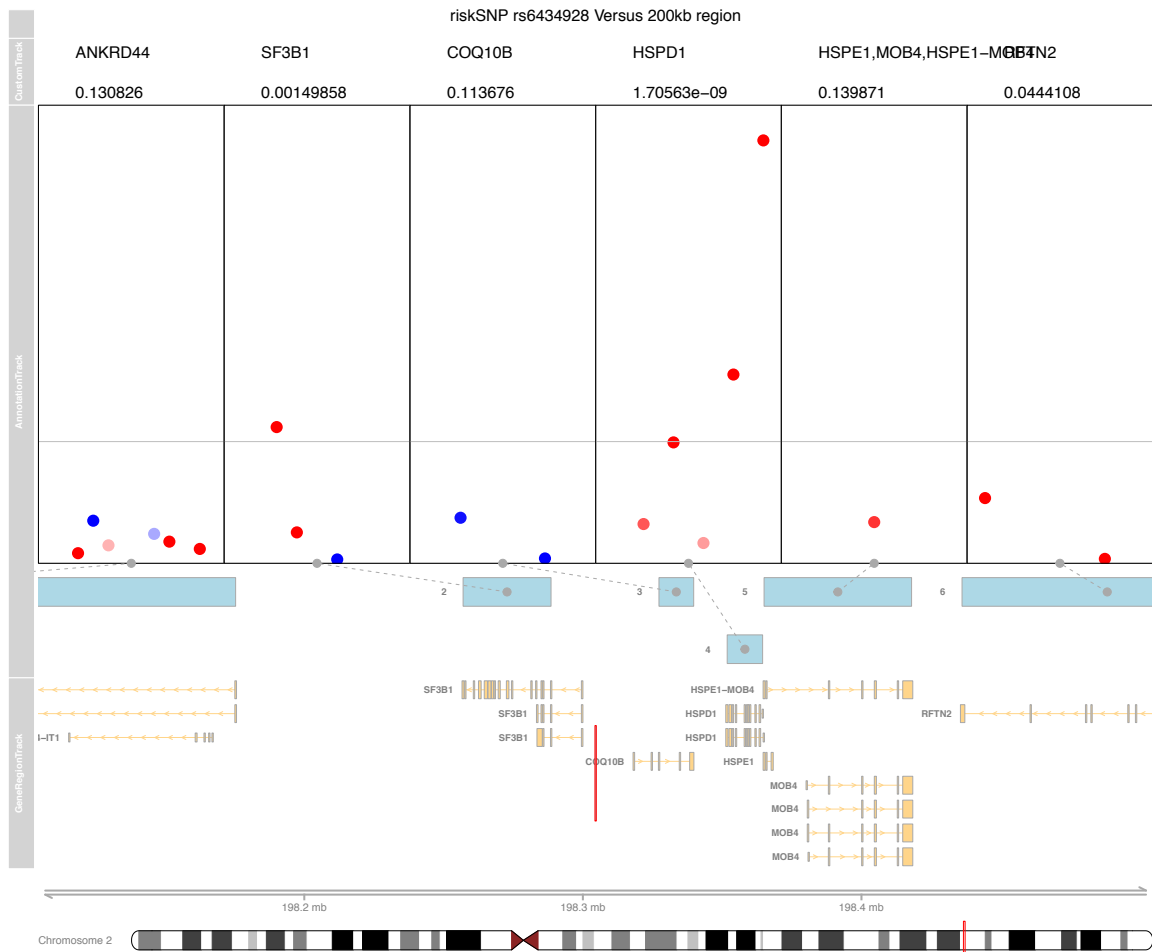 riskSNP rs6434928 Versus 200kb region
CustomTrack
ANKRD44 SF3B1 COQ10B HSPD1 HSPE1,MOB4,HSPE1−MOB4 RFTN2
0.130826 0.00149858 0.113676 1.70563e−09 0.139871 0.0444108
AnnotationTrack
2 3 5 6
4
GeneRegionTrack
SF3B1 HSPE1−MOB4
SF3B1 HSPD1 RFTN2
4−IT1 SF3B1 HSPD1
COQ10B HSPE1
MOB4
MOB4
MOB4
MOB4
198.2 mb 198.3 mb 198.4 mb
Chromosome 2